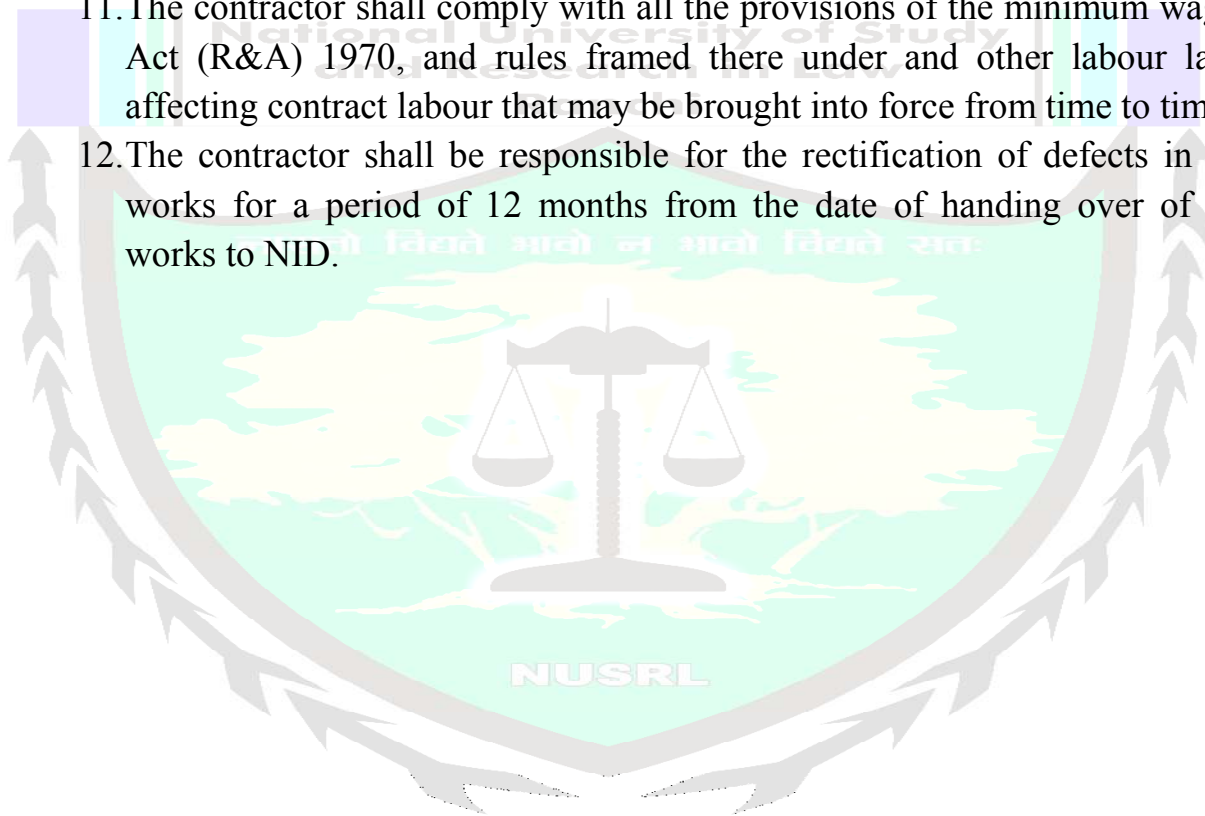 11.The contractor shall comply with all the provisions of the minimum wag
National University of Study
Act (R&A) 1970, and rules framed there under and other labour la
and Research in Law
affecting contract labour that may be brought into force from time to tim
12.The contractor shall be responsible for the rectification of defects in
works for a period of 12 months from the date of handing over of
works to NID.
विद्यते भावो न भावो विद्यते सतः
NUSRL